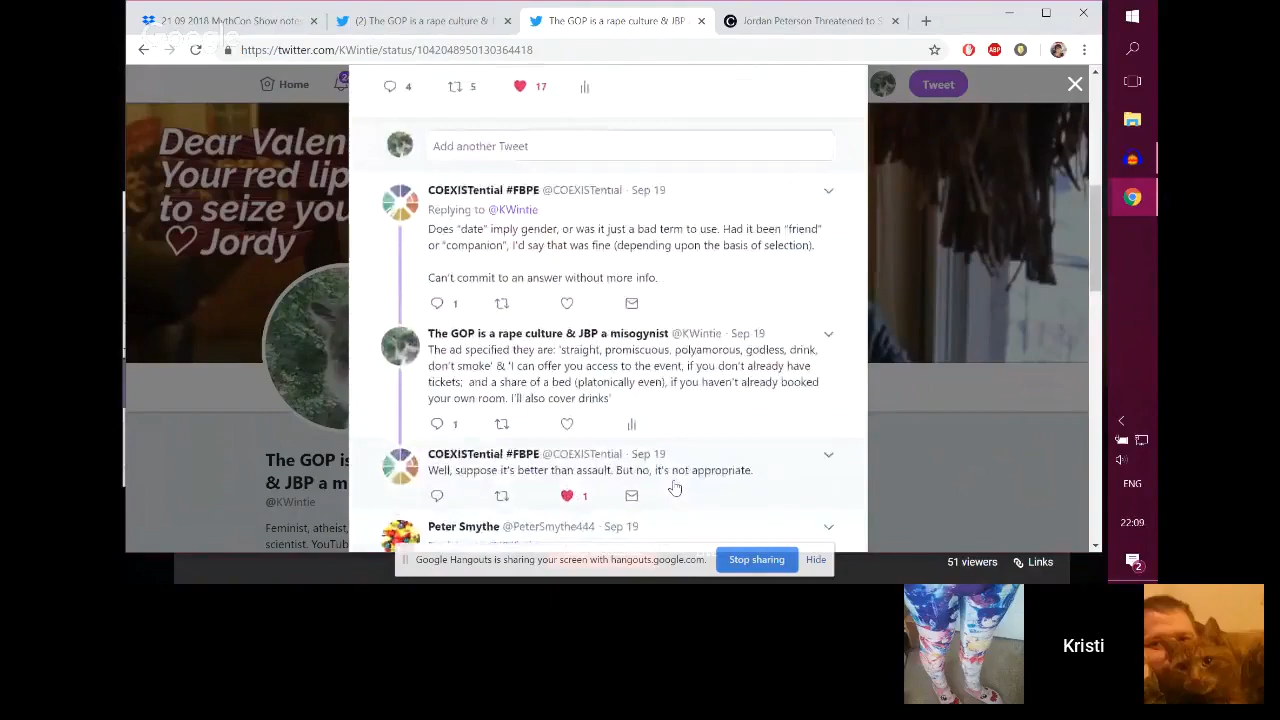 21 09 2018 MythCon Show note
(2) The GOP is a rape culture &
The GOP is a rape culture & JBP
Jordan Peterson Threatened to S
Google
https://twitter.com/KWintie/status/1042048950130364418
Home
2
Tweet
Dear Valen
Your red lip
to seize you
♡ Jordy
4
5
17
Add another Tweet
COEXISTential #FBPE @COEXISTential · Sep 19
Replying to @KWintie
Does “date” imply gender, or was it just a bad term to use. Had it been “friend”
or “companion”, I'd say that was fine (depending upon the basis of selection).
Can't commit to an answer without more info.
1
The GOP is a rape culture & JBP a misogynist @KWintie · Sep 19
The ad specified they are: 'straight, promiscuous, polyamorous, godless, drink,
don't smoke' & 'I can offer you access to the event, if you don't already have
tickets; and a share of a bed (platonically even), if you haven't already booked
your own room. I'll also cover drinks'
1
COEXISTential #FBPE @COEXISTential · Sep 19
Well, suppose it's better than assault. But no, it's not appropriate.
1
Peter Smythe @PeterSmythe444 · Sep 19
The GOP is
& JBP a m
@KWintie
Feminist, atheist,
scientist. YouTub
Google Hangouts is sharing your screen with hangouts.google.com.
Stop sharing
Hide
51 viewers
Links
ABP
ENG
22:09
2
Kristi